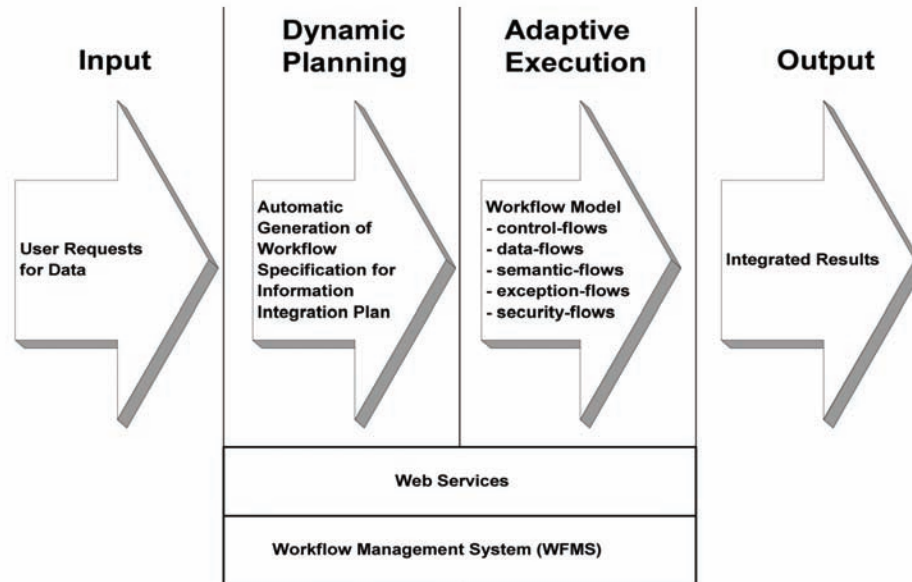 Input
Dynamic
Planning
Adaptive
Execution
Output
User Requests
for Data
Automatic
Generation of
Workflow
Specification for
Information
Integration Plan
Workflow Model
- control-flows
- data-flows
- semantic-flows
- exception-flows
- security-flows
Integrated Results
Web Services
Workflow Management System (WFMS)